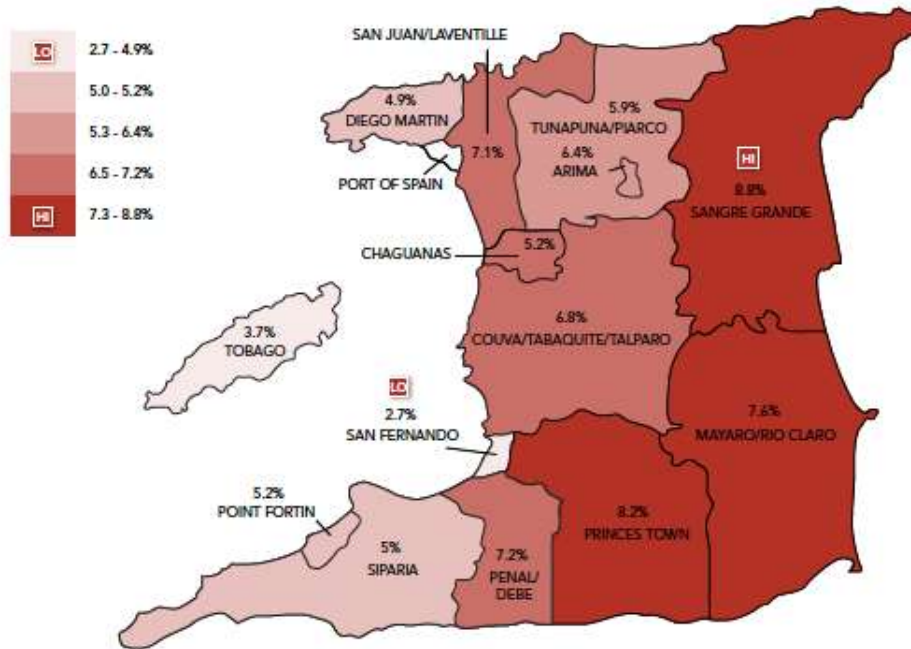 LO 2.7 - 4.9%
5.0 - 5.2%
5.3 - 6.4%
6.5 - 7.2%
HI 7.3 - 8.8%
SAN JUAN/LAVENTILLE
7.1%
4.9%
DIEGO MARTIN
PORT OF SPAIN
5.9%
TUNAPUNA/PIARCO
6.4%
ARIMA
HI
8.8%
SANGRE GRANDE
CHAGUANAS
5.2%
3.7%
TOBAGO
6.8%
COUVA/TABAQUITE/TALPARO
LO
2.7%
SAN FERNANDO
7.6%
MAYARO/RIO CLARO
5.2%
POINT FORTIN
5%
SIPARIA
7.2%
PENAL/
DEBE
8.2%
PRINCES TOWN